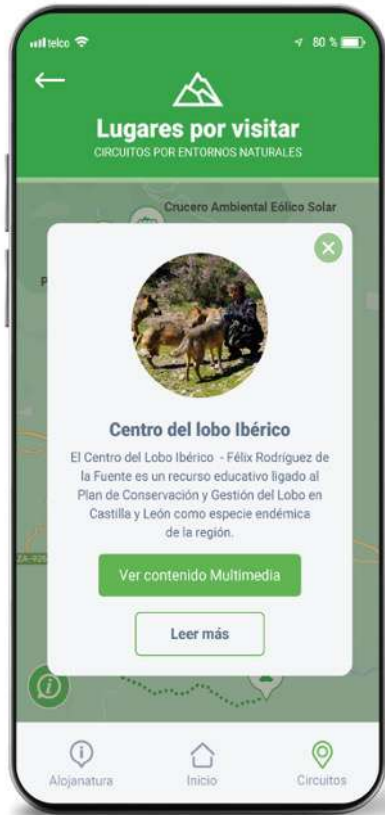 telco
80 %
Lugares por visitar
CIRCUITOS POR ENTORNOS NATURALES
Crucero Ambiental Eólico Solar
P
Centro del lobo Ibérico
El Centro del Lobo Ibérico - Félix Rodríguez de
la Fuente es un recurso educativo ligado al
Plan de Conservación y Gestión del Lobo en
Castilla y León como especie endémica
de la región.
Ver contenido Multimedia
Leer más
Alojanatura
Inicio
Circuitos